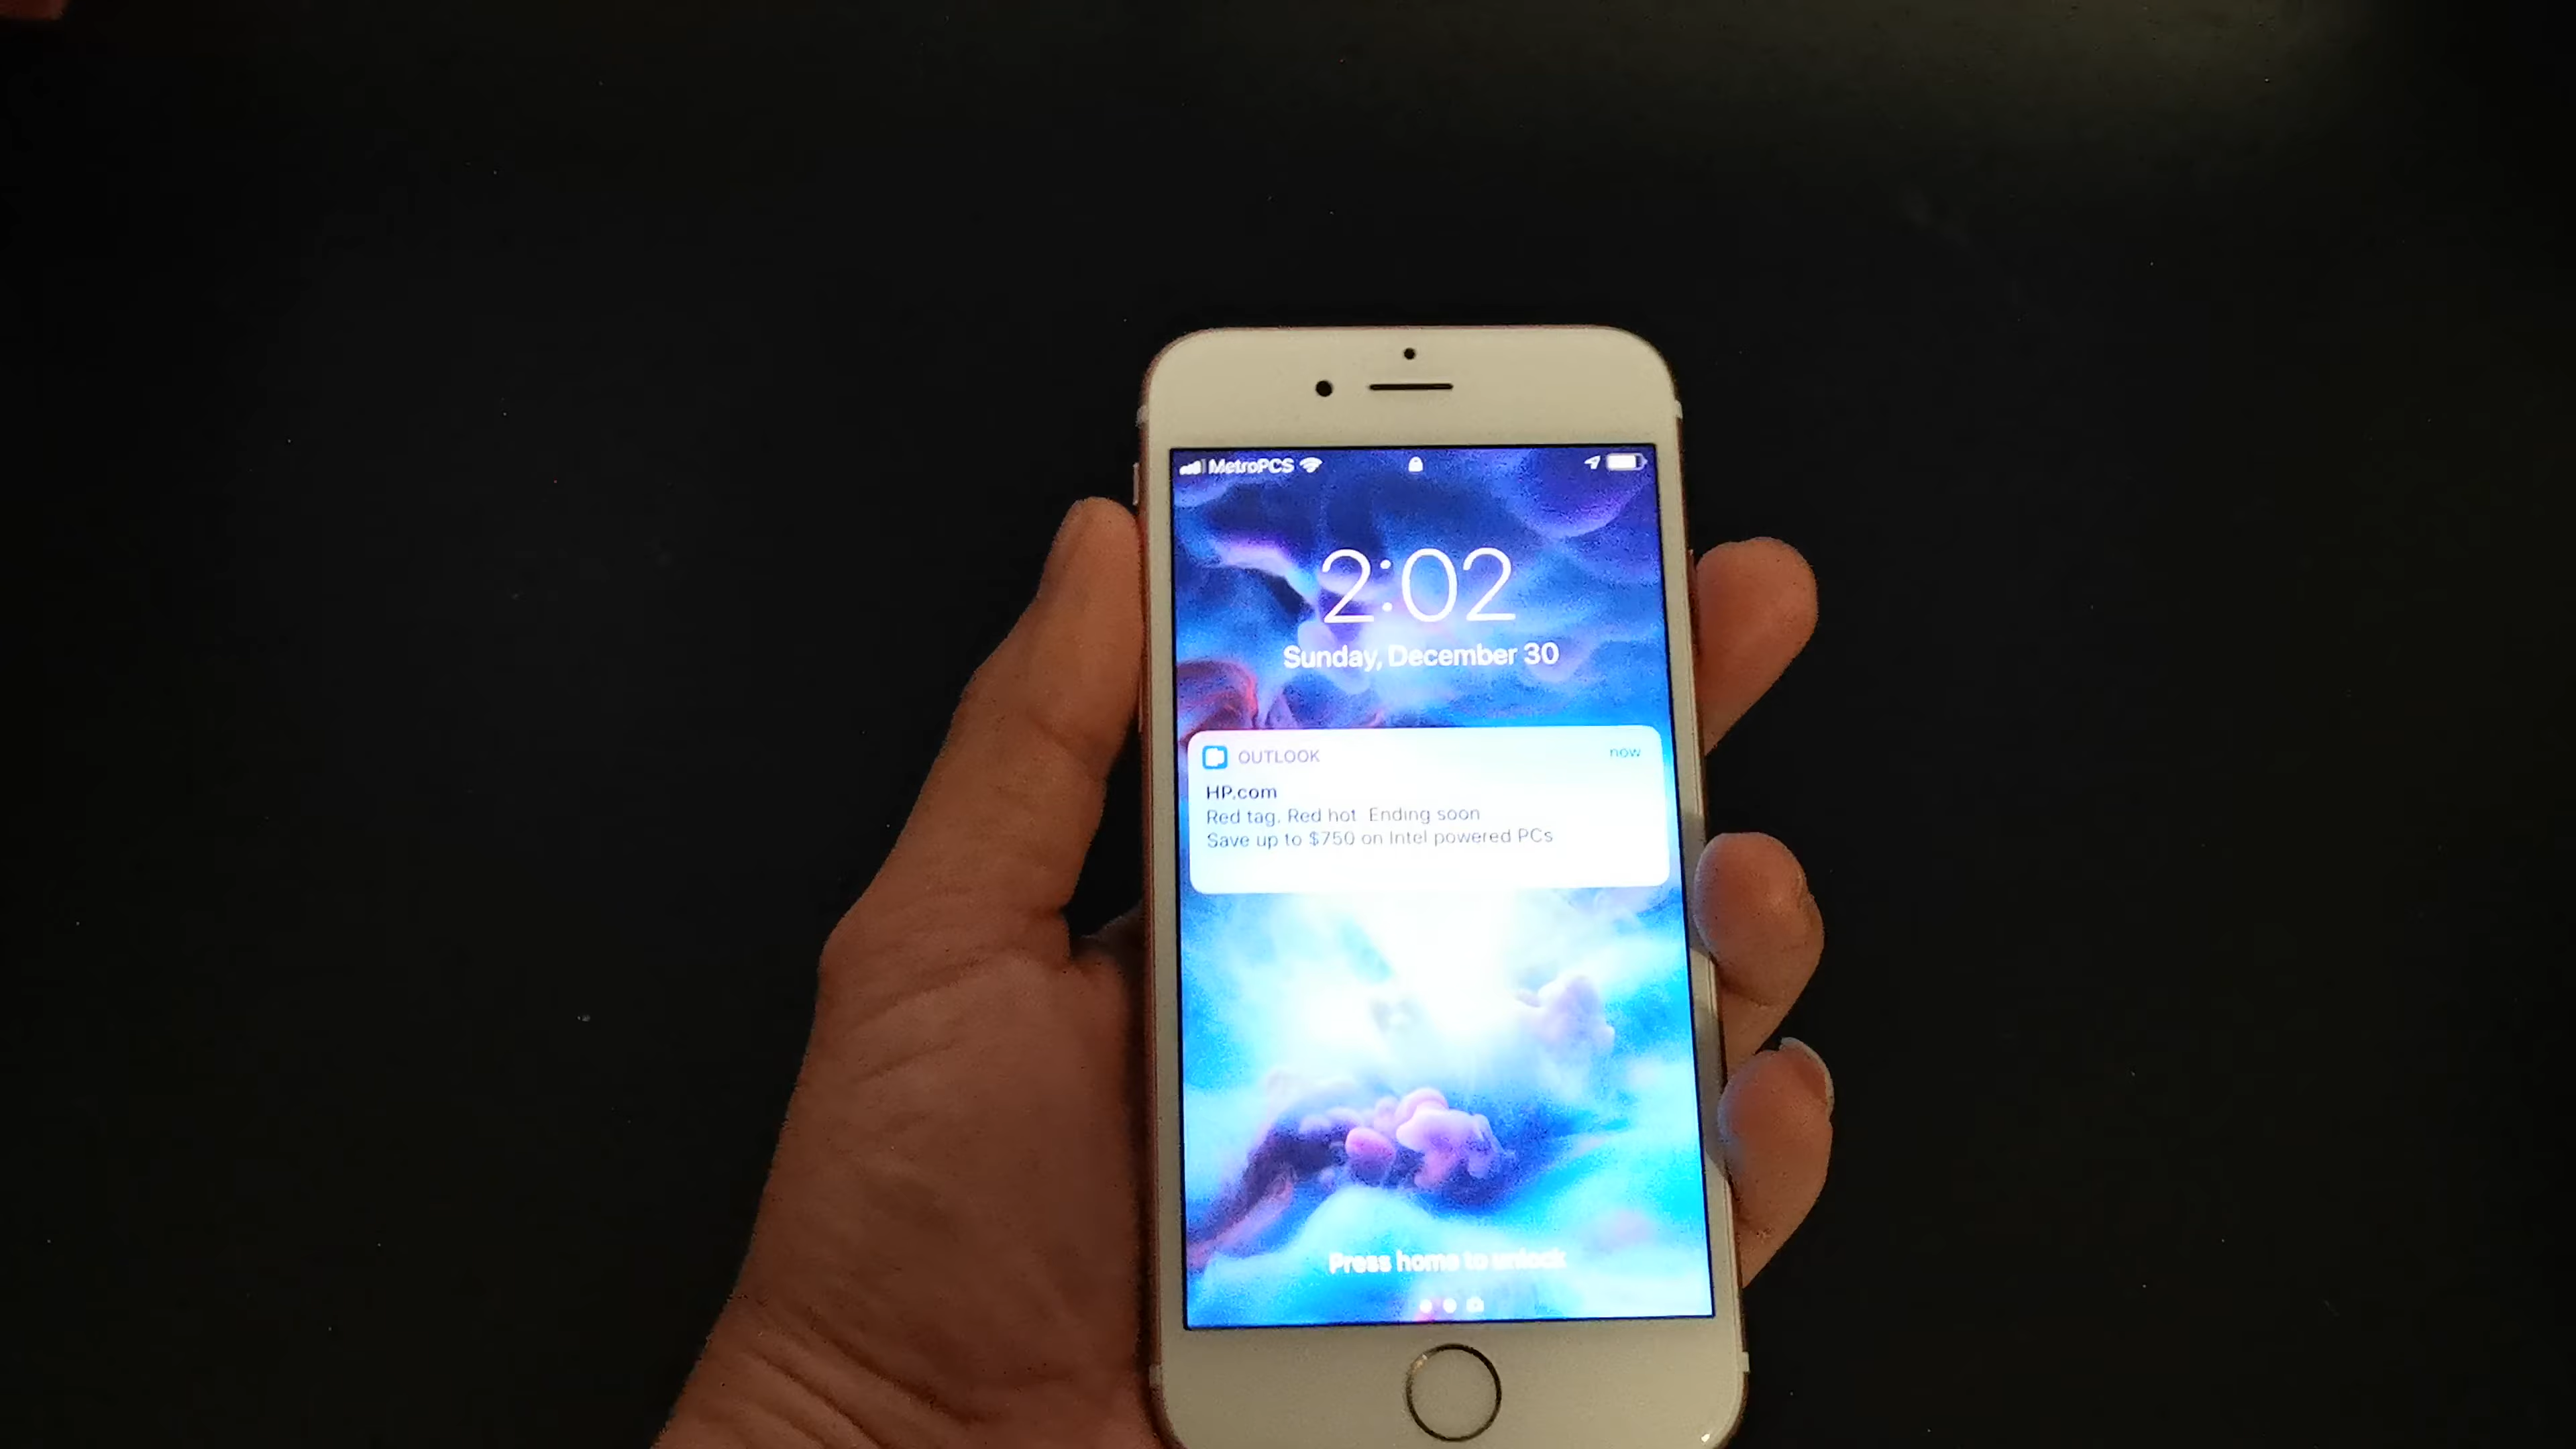 MetroPCS
2:02
Sunday, December 30
OUTLOOK now
HP.com
Red tag. Red hot Ending soon
Save up to $750 on Intel powered PCs
Press home to unlock